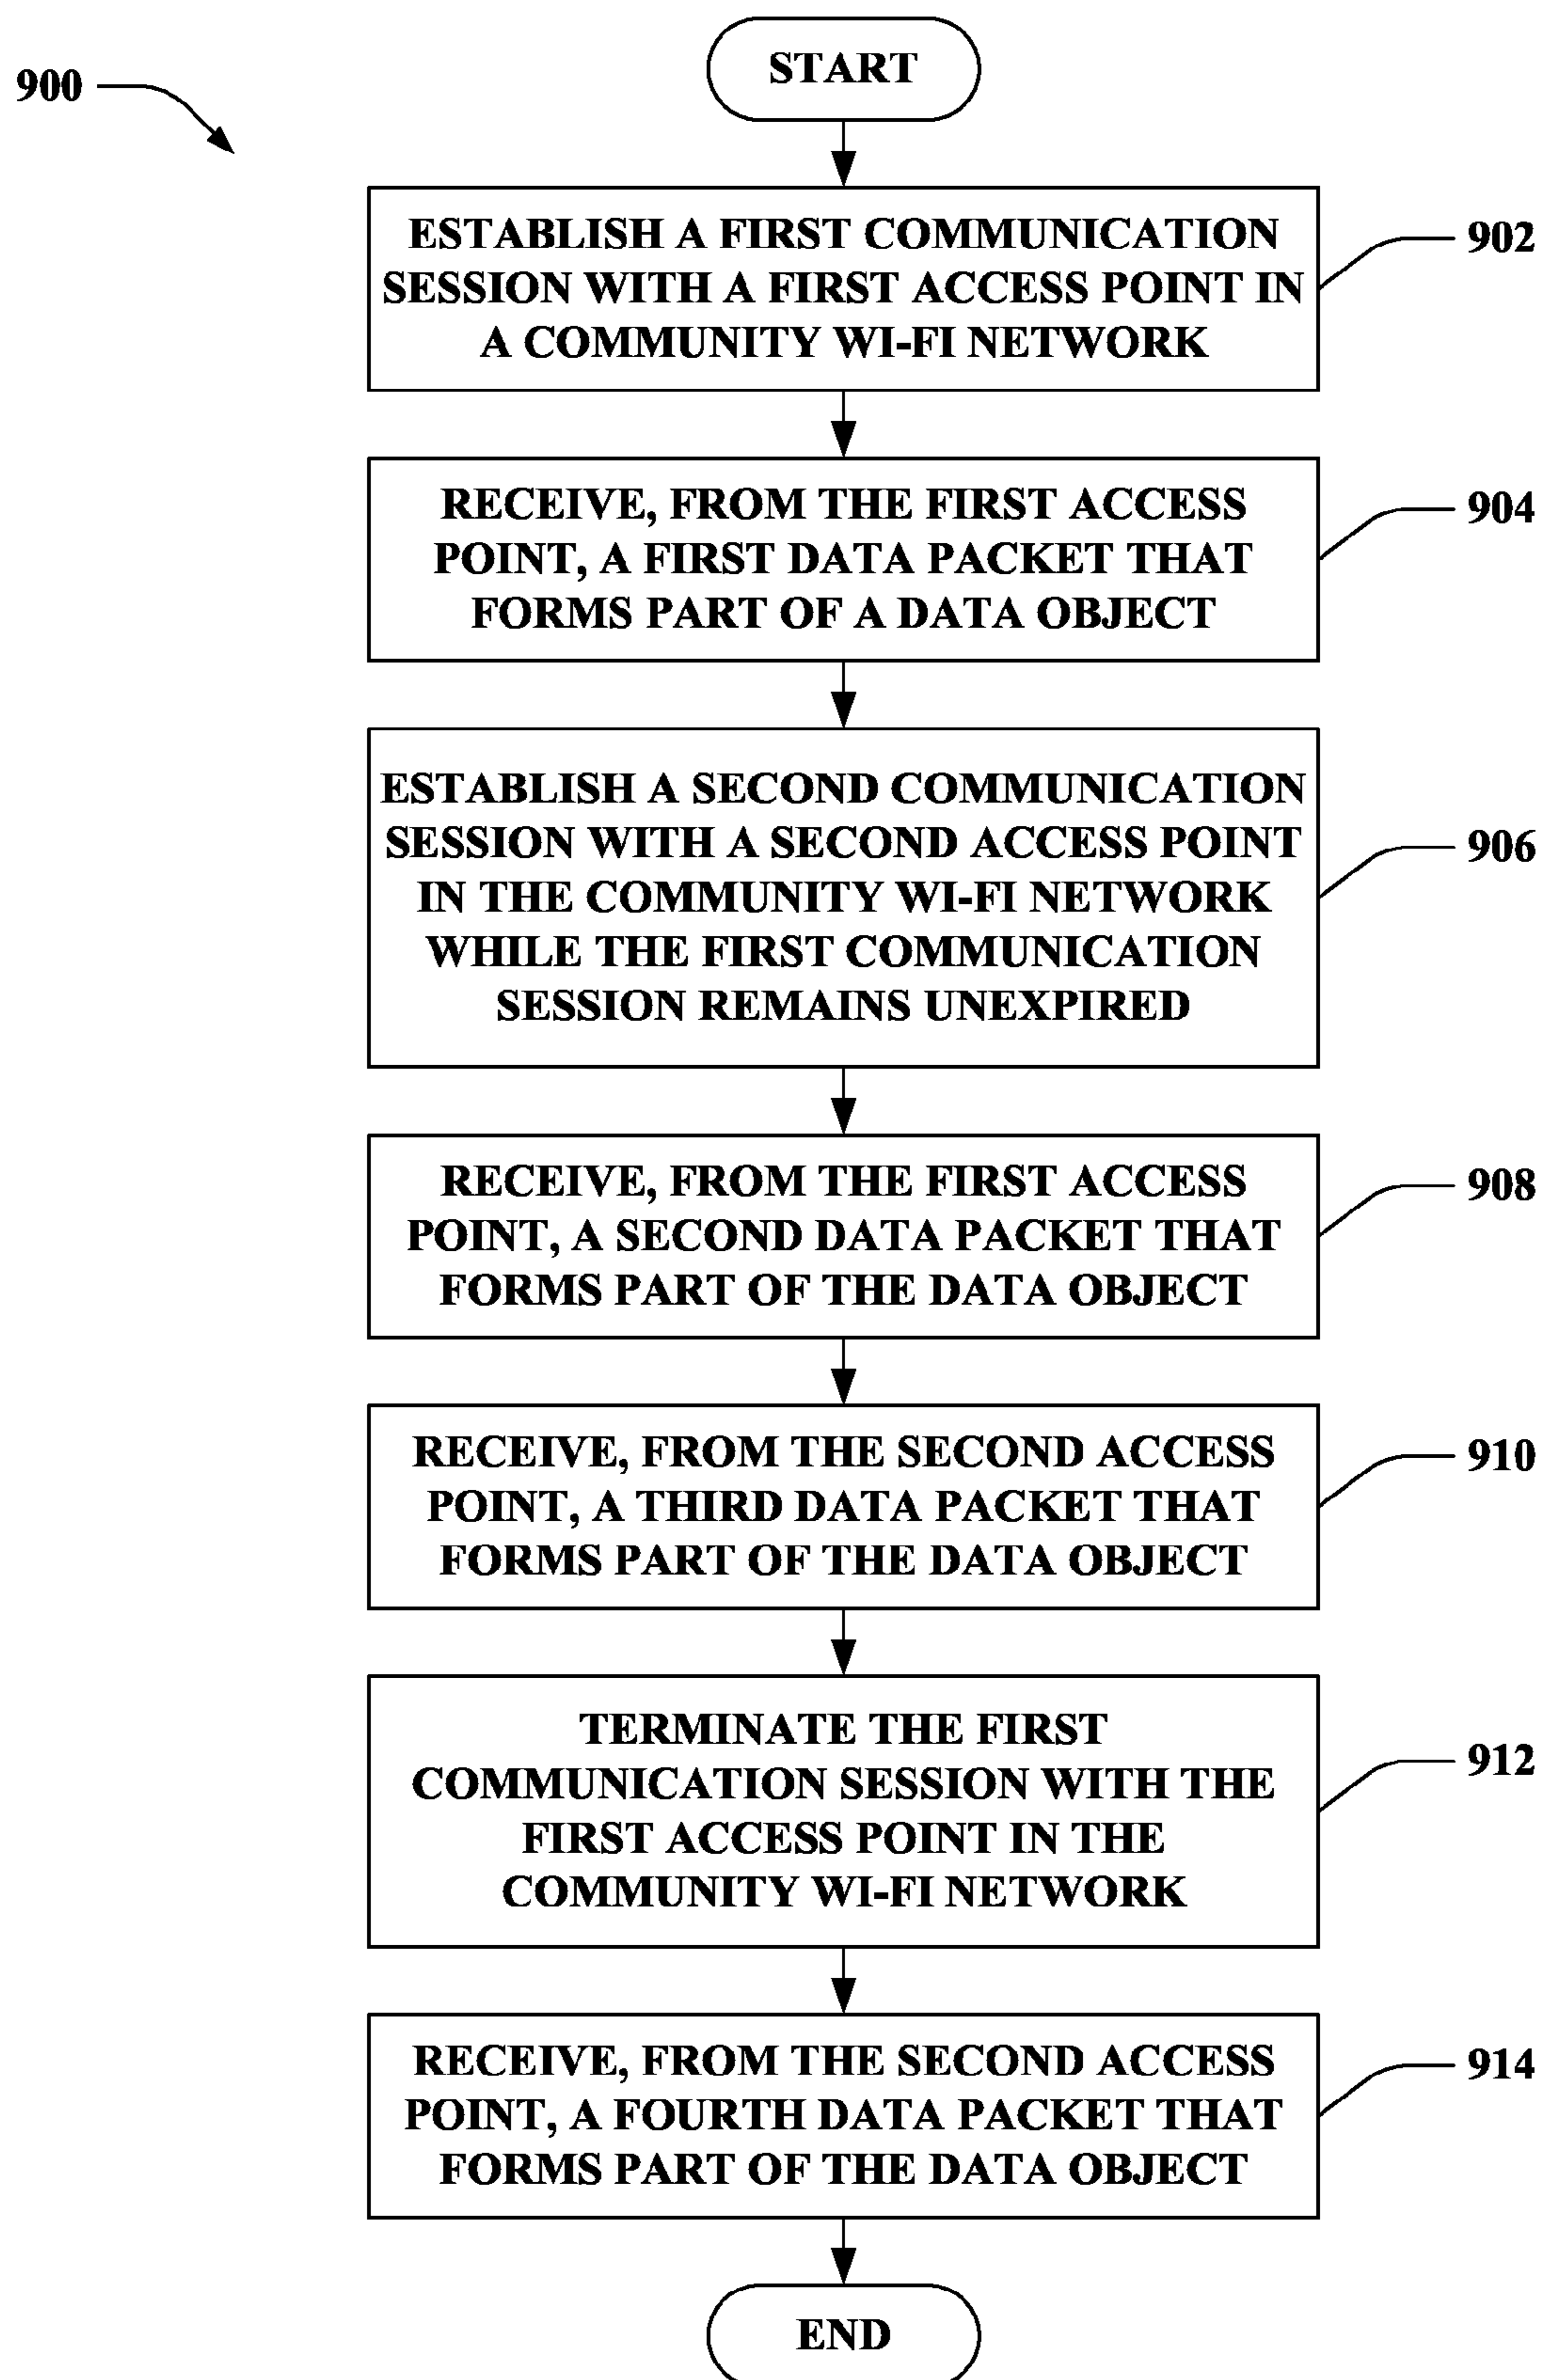 START
900
ESTABLISH A FIRST COMMUNICATION
SESSION WITH A FIRST ACCESS POINT IN
A COMMUNITY WI-FI NETWORK
902
RECEIVE, FROM THE FIRST ACCESS
POINT, A FIRST DATA PACKET THAT
FORMS PART OF A DATA OBJECT
904
ESTABLISH A SECOND COMMUNICATION
SESSION WITH A SECOND ACCESS POINT
IN THE COMMUNITY WI-FI NETWORK
WHILE THE FIRST COMMUNICATION
SESSION REMAINS UNEXPIRED
906
RECEIVE, FROM THE FIRST ACCESS
POINT, A SECOND DATA PACKET THAT
FORMS PART OF THE DATA OBJECT
908
RECEIVE, FROM THE SECOND ACCESS
POINT, A THIRD DATA PACKET THAT
FORMS PART OF THE DATA OBJECT
910
TERMINATE THE FIRST
COMMUNICATION SESSION WITH THE
FIRST ACCESS POINT IN THE
COMMUNITY WI-FI NETWORK
912
RECEIVE, FROM THE SECOND ACCESS
POINT, A FOURTH DATA PACKET THAT
FORMS PART OF THE DATA OBJECT
914
END